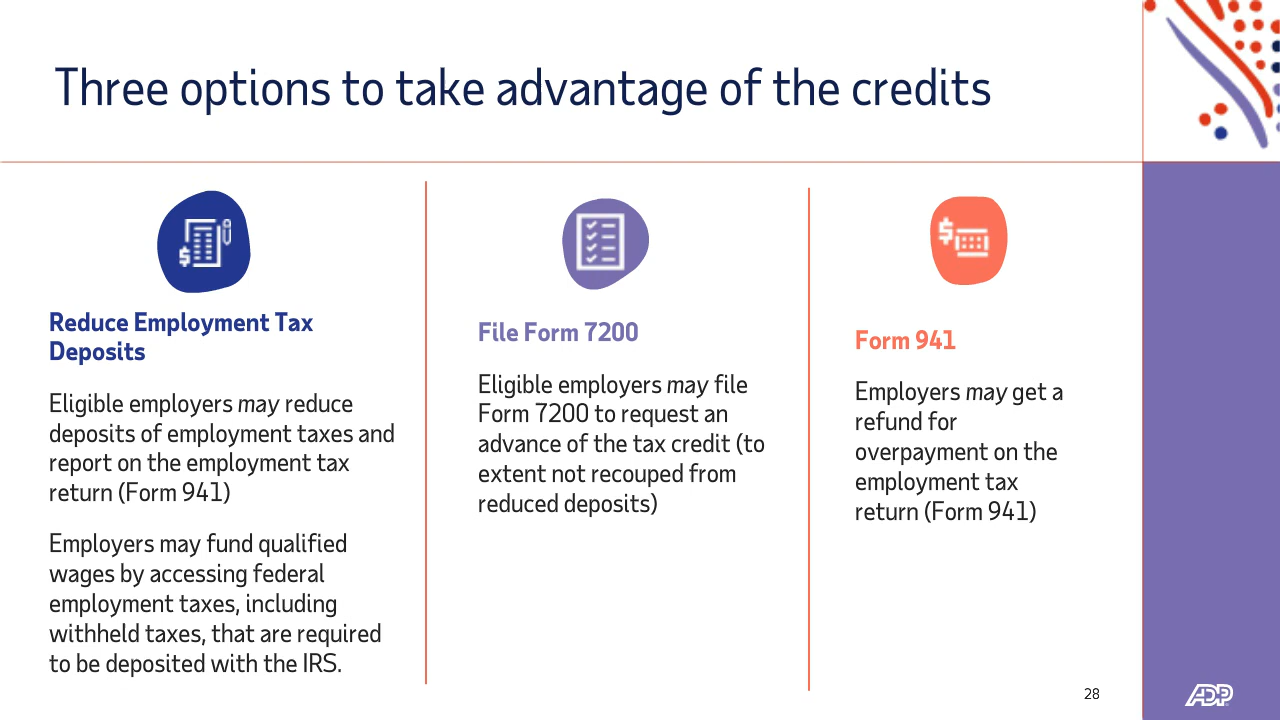 Three options to take advantage of the credits
Reduce Employment Tax
Deposits
Eligible employers may reduce
deposits of employment taxes and
report on the employment tax
return (Form 941)
Employers may fund qualified
wages by accessing federal
employment taxes, including
withheld taxes, that are required
to be deposited with the IRS.
File Form 7200
Eligible employers may file
Form 7200 to request an
advance of the tax credit (to
extent not recouped from
reduced deposits)
Form 941
Employers may get a
refund for
overpayment on the
employment tax
return (Form 941)
28
ADP